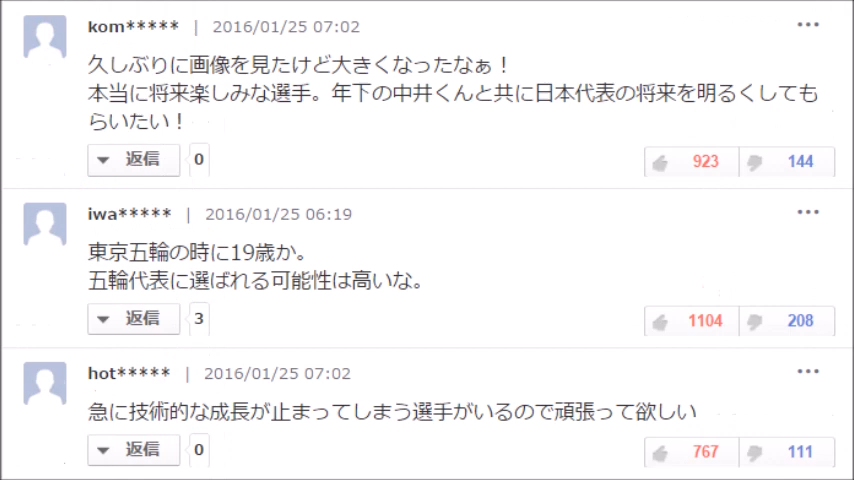 kom***** | 2016/01/25 07:02
久しぶりに画像を見たけど大きくなったなぁ！
本当に将来楽しみな選手。年下の中井くんと共に日本代表の将来を明るくしても
らいたい！
返信 0 923 144
iwa***** | 2016/01/25 06:19
東京五輪の時に19歳か。
五輪代表に選ばれる可能性は高いな。
返信 3 1104 208
hot***** | 2016/01/25 07:02
急に技術的な成長が止まってしまう選手がいるので頑張って欲しい
返信 0 767 111